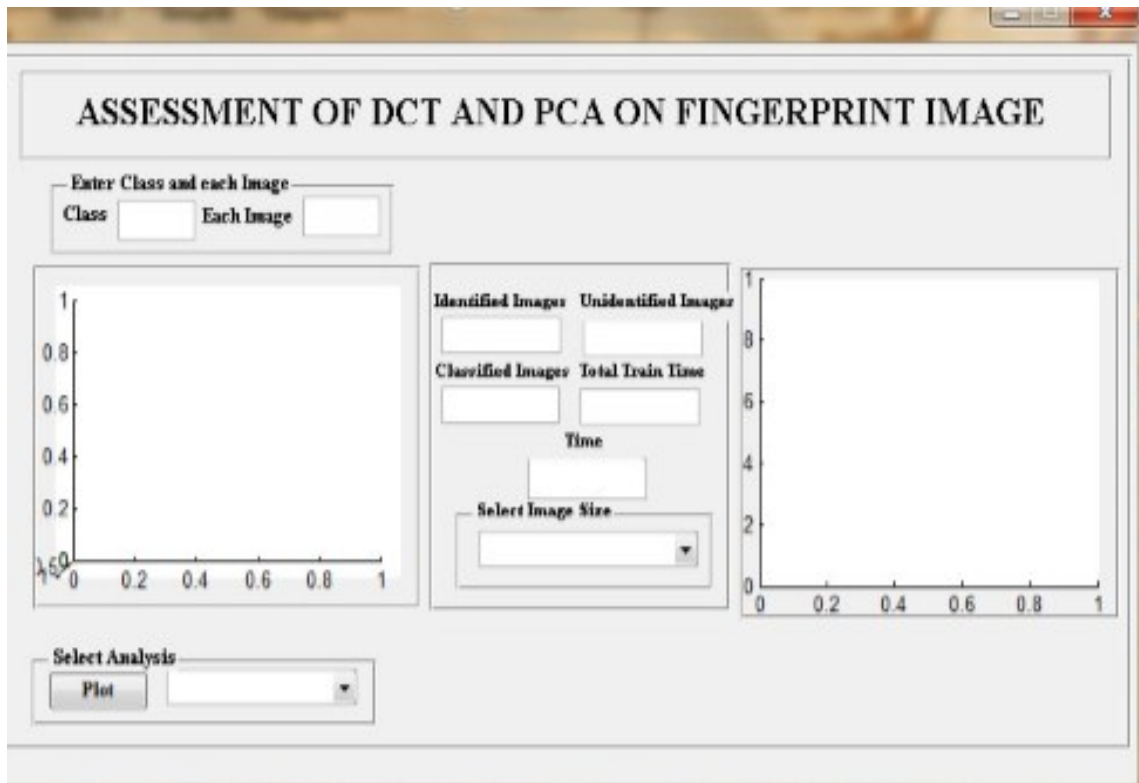 ASSESSMENT OF DCT AND PCA ON FINGERPRINT IMAGE
Enter Class and each Image
Class Each Image
1
0.8
0.6
0.4
0.2
0
0 0.2 0.4 0.6 0.8 1
Identified Images Unidentified Images
Classified Images Total Train Time
Time
Select Image Size
1
8
6
4
2
0
0 0.2 0.4 0.6 0.8 1
Select Analysis
Plot